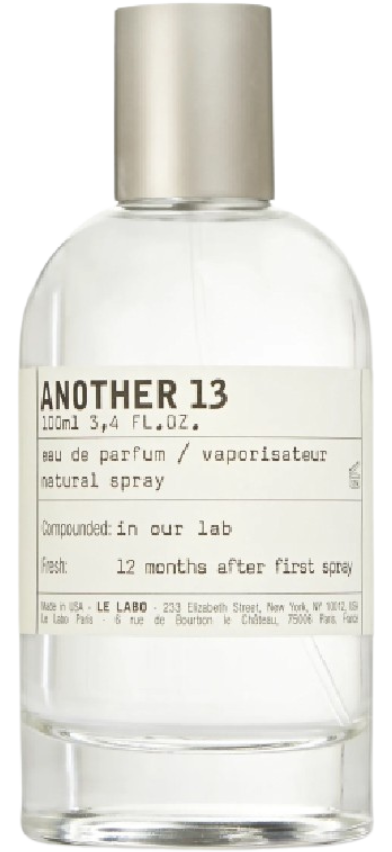 ANOTHER 13
100ml 3,4 FL.OZ.
eau de parfum / vaporisateur
natural spray
Compounded: in our lab
Fresh: 12 months after first spray
Made in USA - LE LABO - 233 Elizabeth Street, New York, NY 10012, USA
Le Labo Paris - 6 rue de Bourbon le Château, 75006 Paris, France